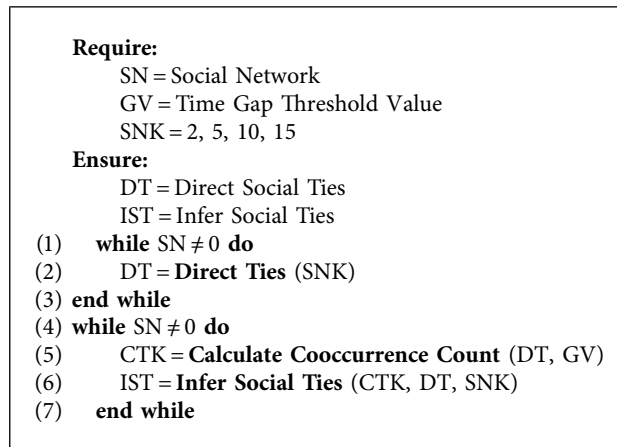 Require:
SN = Social Network
GV = Time Gap Threshold Value
SNK = 2, 5, 10, 15
Ensure:
DT = Direct Social Ties
IST = Infer Social Ties
(1) while SN ≠ 0 do
(2) DT = Direct Ties (SNK)
(3) end while
(4) while SN ≠ 0 do
(5) CTK = Calculate Cooccurrence Count (DT, GV)
(6) IST = Infer Social Ties (CTK, DT, SNK)
(7) end while